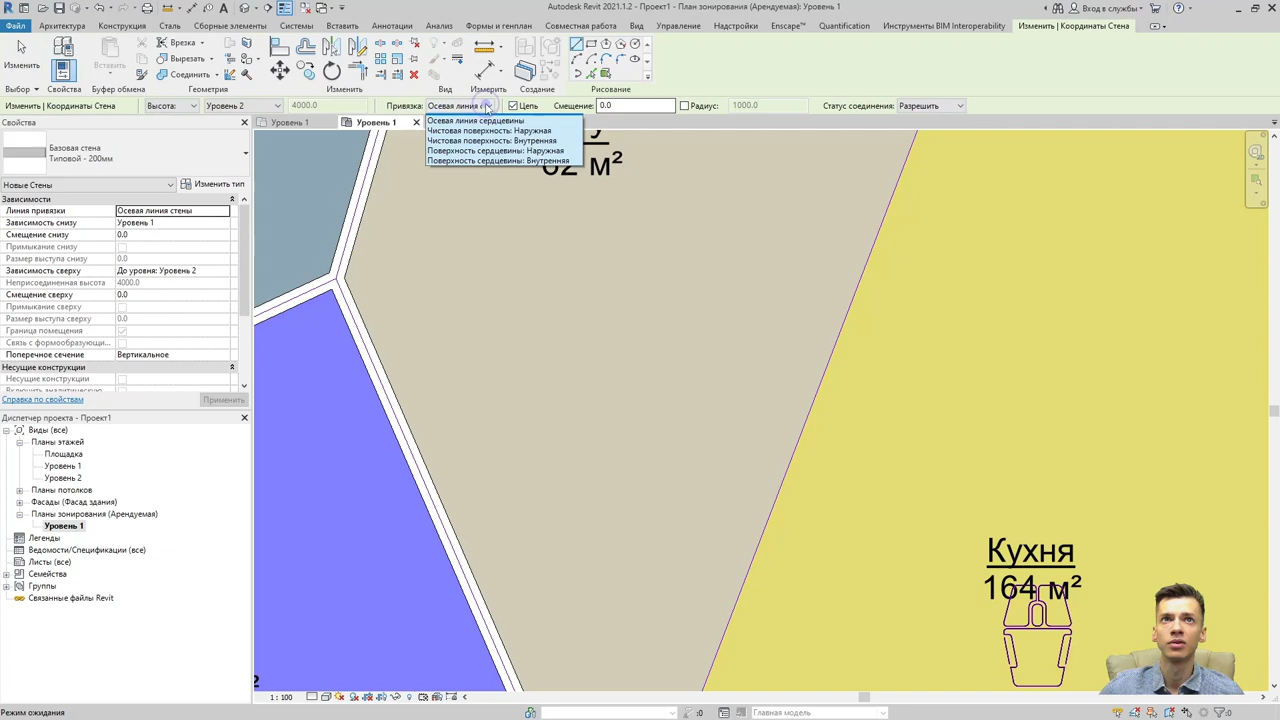 Autodesk Revit 2021.1.2 - Проект1 - План зонирования (Арендуемая): Уровень 1
Вход в службы
Файл Архитектура Конструкция Сталь Сборные элементы Системы Вставить Аннотации Анализ Формы и генплан Совместная работа Вид Управление Настройки Enscape™ Quantification Инструменты BIM Interoperability Изменить | Координаты Стена
Врезка
Вырезать
Соединить
Изменить
Вставить
Выбор Свойства Буфер обмена Геометрия Изменить Вид Измерить Создание Рисование
Изменить | Координаты Стена Высота: Уровень 2 4000.0 Привязка: Осевая линия Цепь Смещение: 0.0 Радиус: 1000.0 Статус соединения: Разрешить
Осевая линия сердцевины
Чистовая поверхность: Наружная
Чистовая поверхность: Внутренняя
Поверхность сердцевины: Наружная
Поверхность сердцевины: Внутренняя
Свойства
Уровень 1 Уровень 1
Базовая стена
Типовой - 200мм
Новые Стены Изменить тип
Зависимости
Линия привязки Осевая линия стены
Зависимость снизу Уровень 1
Смещение снизу 0.0
Примыкание снизу
Размер выступа снизу 0.0
Зависимость сверху До уровня: Уровень 2
Неприсоединенная высота 4000.0
Смещение сверху 0.0
Примыкание сверху
Размер выступа сверху 0.0
Граница помещения
Связь с формообразующи...
Поперечное сечение Вертикальное
Несущие конструкции
Несущие конструкции
Справка по свойствам Применить
Диспетчер проекта - Проект1
Виды (все)
Планы этажей
Площадка
Уровень 1
Уровень 2
Планы потолков
Фасады (Фасад здания)
Планы зонирования (Арендуемая)
Уровень 1
Легенды
Ведомости/Спецификации (все)
Листы (все)
Семейства
Группы
Связанные файлы Revit
62 м²
Кухня
164 м²
2
1 : 100
Режим ожидания
:0
Главная модель
:0